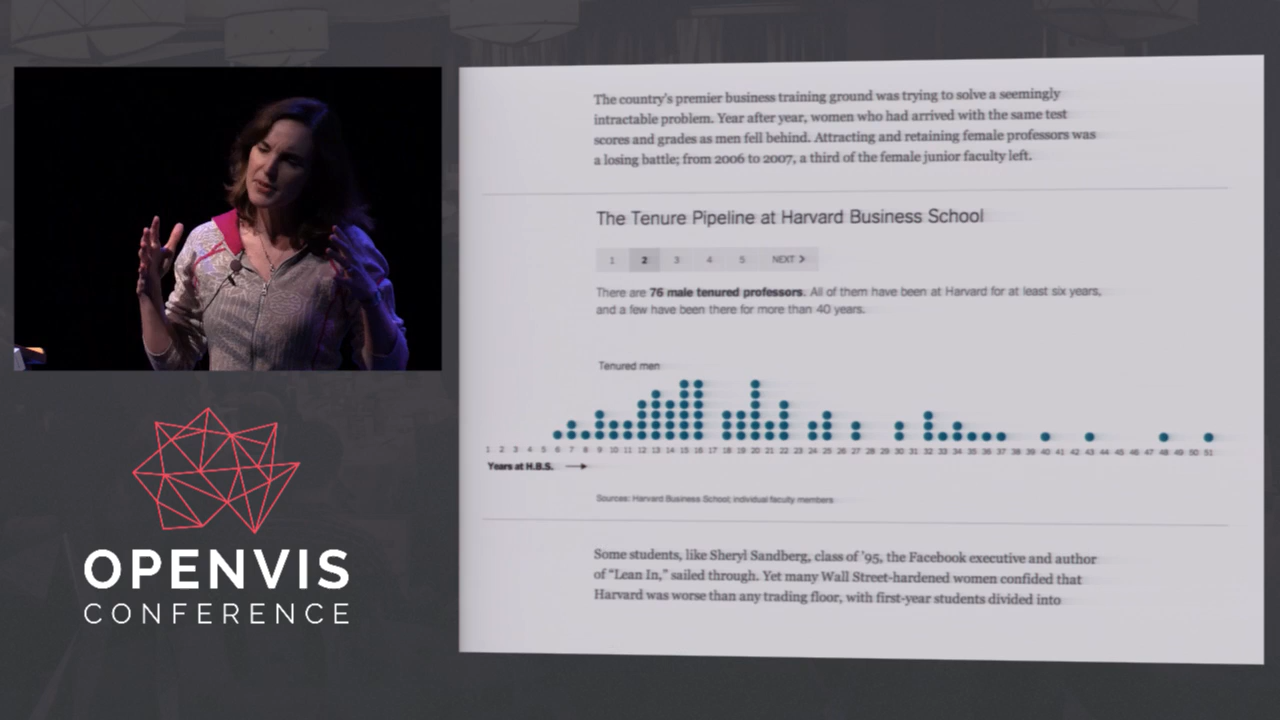 The country's premier business training ground was trying to solve a seemingly
intractable problem. Year after year, women who had arrived with the same test
scores and grades as men fell behind. Attracting and retaining female professors was
a losing battle; from 2006 to 2007, a third of the female junior faculty left.
The Tenure Pipeline at Harvard Business School
1 2 3 4 5 NEXT >
There are 76 male tenured professors. All of them have been at Harvard for at least six years,
and a few have been there for more than 40 years.
Tenured men
1 2 3 4 5 6 7 8 9 10 11 12 13 14 15 16 17 18 19 20 21 22 23 24 25 26 27 28 29 30 31 32 33 34 35 36 37 38 39 40 41 42 43 44 45 46 47 48 49 50 51
Years at H.B.S.
Sources: Harvard Business School; individual faculty members
Some students, like Sheryl Sandberg, class of '95, the Facebook executive and author
of "Lean In," sailed through. Yet many Wall Street-hardened women confided that
Harvard was worse than any trading floor, with first-year students divided into
OPENVIS
CONFERENCE